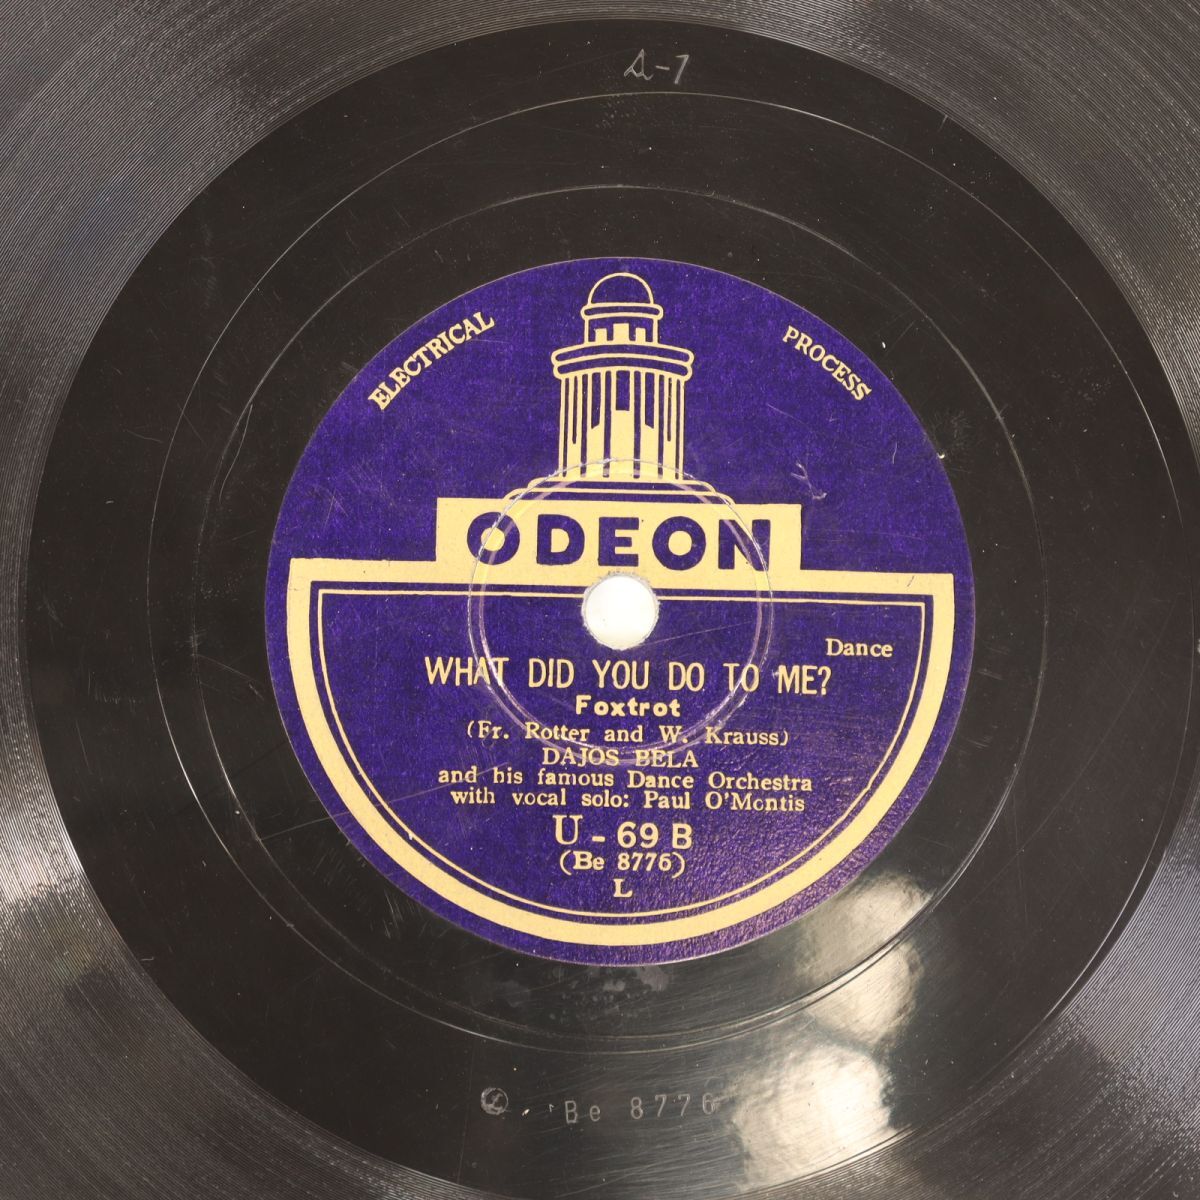 A-1
ELECTRICAL PROCESS
ODEON
Dance
WHAT DID YOU DO TO ME?
Foxtrot
(Fr. Rotter and W. Krauss)
DAJOS BELA
and his famous Dance Orchestra
with vocal solo: Paul O'Montis
U - 69 B
(Be 8776)
L
Be 8776